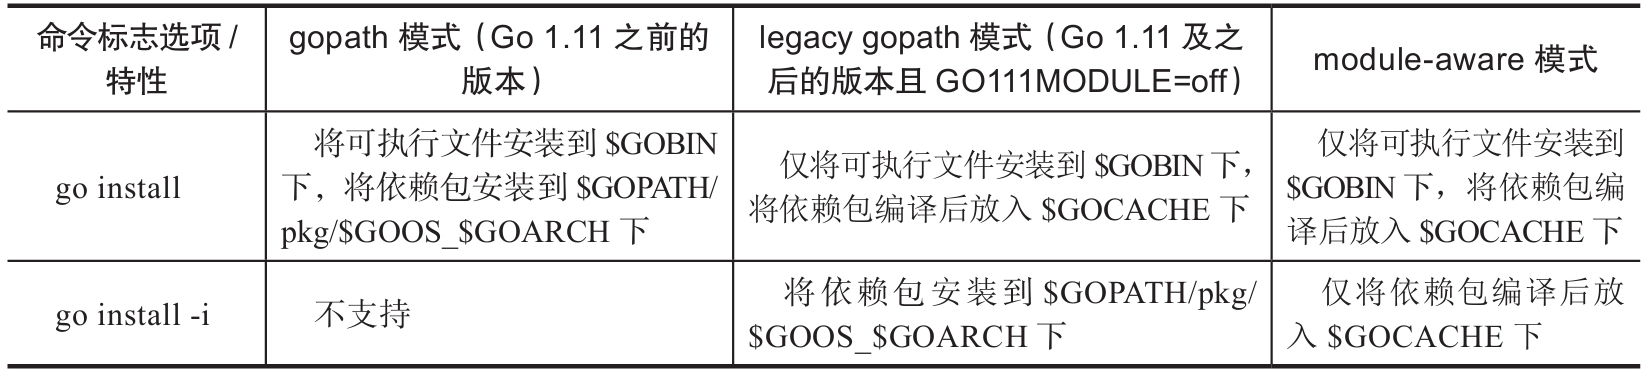 命令标志选项 /
特性
gopath 模式（Go 1.11 之前的
版本）
legacy gopath 模式（Go 1.11 及之
后的版本且 GO111MODULE=off）
module-aware 模式
go install
将可执行文件安装到 $GOBIN
下，将依赖包安装到 $GOPATH/
pkg/$GOOS_$GOARCH 下
仅将可执行文件安装到 $GOBIN 下，
将依赖包编译后放入 $GOCACHE 下
仅将可执行文件安装到
$GOBIN 下，将依赖包编
译后放入 $GOCACHE 下
go install -i
不支持
将依赖包安装到 $GOPATH/pkg/
$GOOS_$GOARCH 下
仅将依赖包编译后放
入 $GOCACHE 下